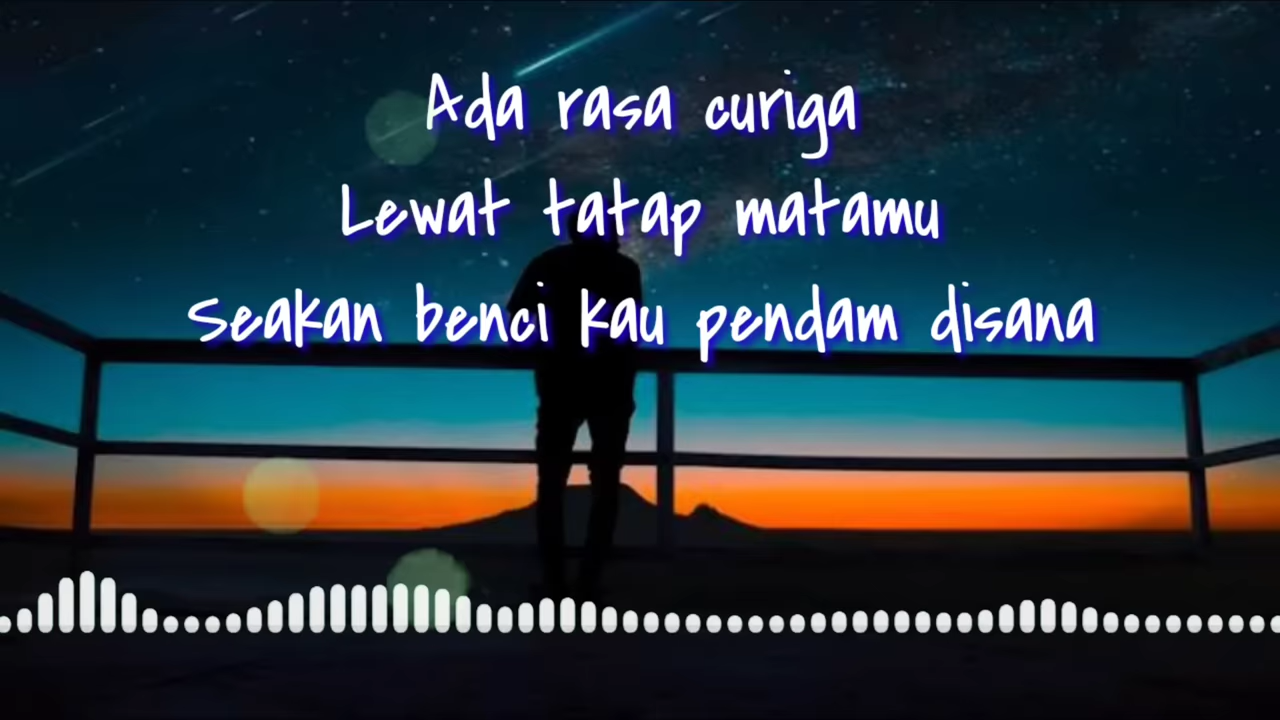 Ada rasa curiga
Lewat tatap matamu
Seakan benci kau pendam disana